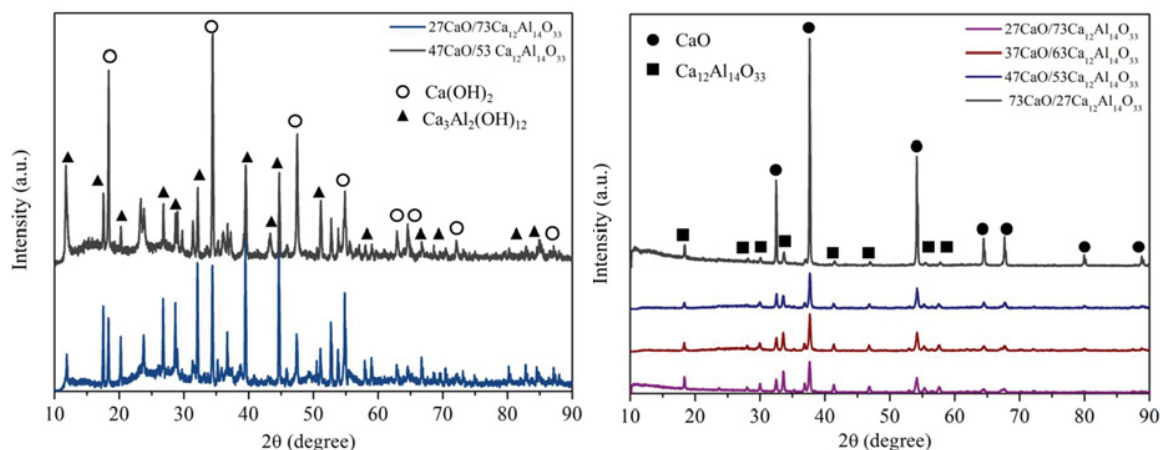 27CaO/73Ca₁₂Al₁₄O₃₃
47CaO/53 Ca₁₂Al₁₄O₃₃
Ca(OH)₂
Ca₃Al₂(OH)₁₂
Intensity (a.u.)
10 20 30 40 50 60 70 80 90
2θ (degree)
CaO
Ca₁₂Al₁₄O₃₃
27CaO/73Ca₁₂Al₁₄O₃₃
37CaO/63Ca₁₂Al₁₄O₃₃
47CaO/53Ca₁₂Al₁₄O₃₃
73CaO/27Ca₁₂Al₁₄O₃₃
Intensity (a.u.)
10 20 30 40 50 60 70 80 90
2θ (degree)